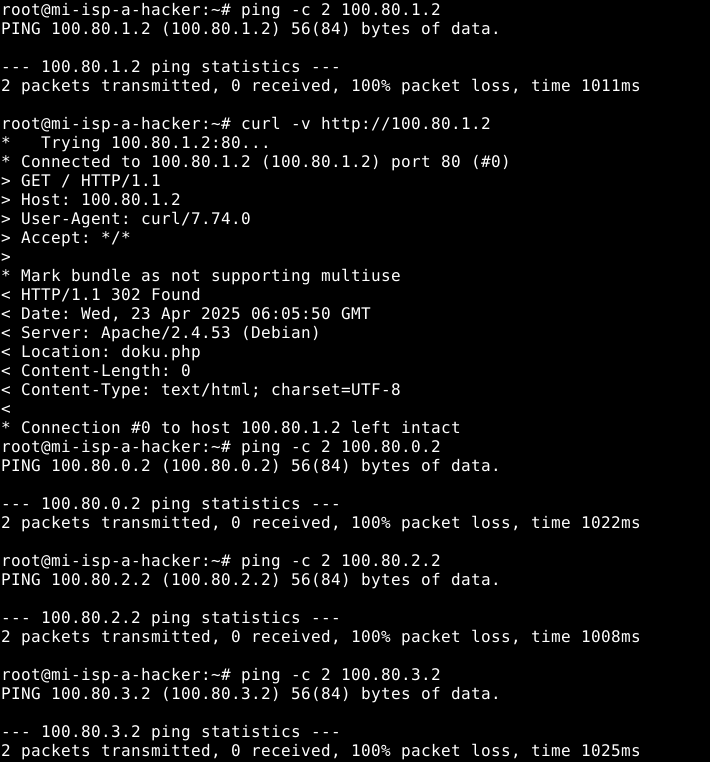 root@mi-isp-a-hacker:~# ping -c 2 100.80.1.2
PING 100.80.1.2 (100.80.1.2) 56(84) bytes of data.

--- 100.80.1.2 ping statistics ---
2 packets transmitted, 0 received, 100% packet loss, time 1011ms

root@mi-isp-a-hacker:~# curl -v http://100.80.1.2
*   Trying 100.80.1.2:80...
* Connected to 100.80.1.2 (100.80.1.2) port 80 (#0)
> GET / HTTP/1.1
> Host: 100.80.1.2
> User-Agent: curl/7.74.0
> Accept: */*
>
* Mark bundle as not supporting multiuse
< HTTP/1.1 302 Found
< Date: Wed, 23 Apr 2025 06:05:50 GMT
< Server: Apache/2.4.53 (Debian)
< Location: doku.php
< Content-Length: 0
< Content-Type: text/html; charset=UTF-8
<
* Connection #0 to host 100.80.1.2 left intact
root@mi-isp-a-hacker:~# ping -c 2 100.80.0.2
PING 100.80.0.2 (100.80.0.2) 56(84) bytes of data.

--- 100.80.0.2 ping statistics ---
2 packets transmitted, 0 received, 100% packet loss, time 1022ms

root@mi-isp-a-hacker:~# ping -c 2 100.80.2.2
PING 100.80.2.2 (100.80.2.2) 56(84) bytes of data.

--- 100.80.2.2 ping statistics ---
2 packets transmitted, 0 received, 100% packet loss, time 1008ms

root@mi-isp-a-hacker:~# ping -c 2 100.80.3.2
PING 100.80.3.2 (100.80.3.2) 56(84) bytes of data.

--- 100.80.3.2 ping statistics ---
2 packets transmitted, 0 received, 100% packet loss, time 1025ms